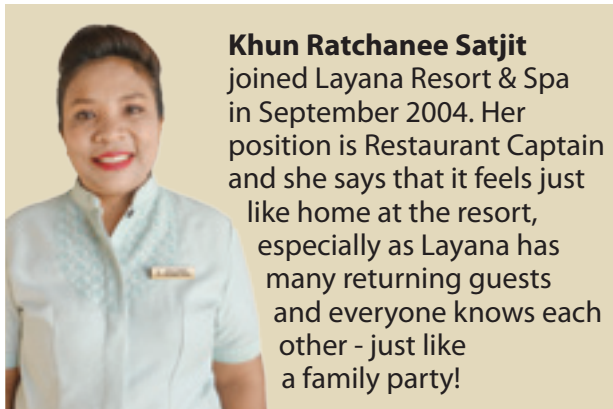 Khun Ratchanee Satjit
joined Layana Resort & Spa
in September 2004. Her
position is Restaurant Captain
and she says that it feels just
like home at the resort,
especially as Layana has
many returning guests
and everyone knows each
other - just like
a family party!